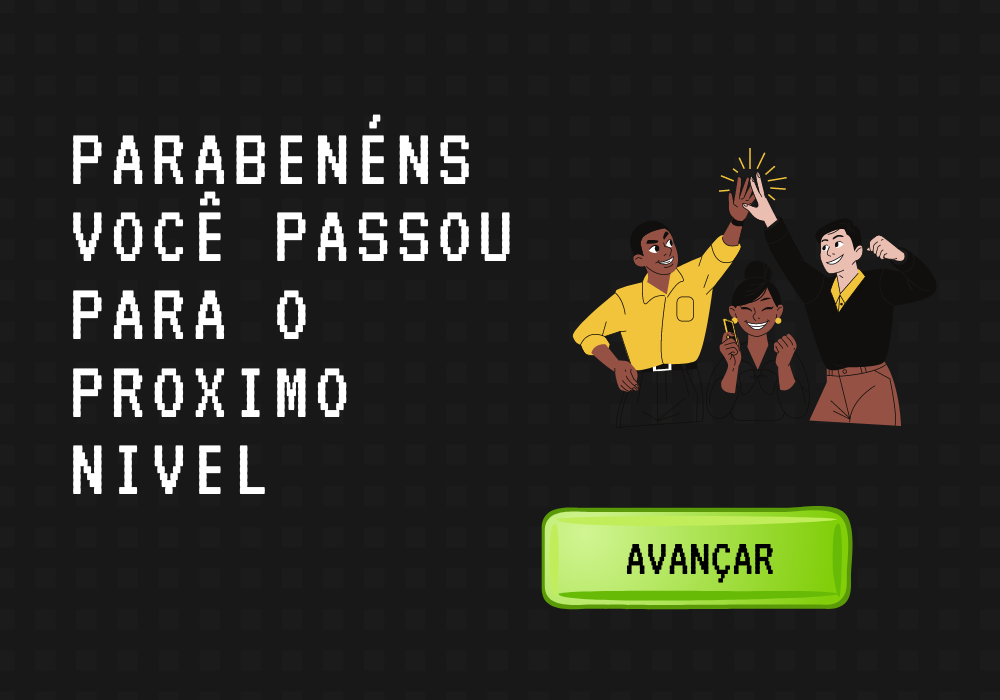 PARABENÉNS
VOCÊ PASSOU
PARA O
PROXIMO
NIVEL
AVANÇAR